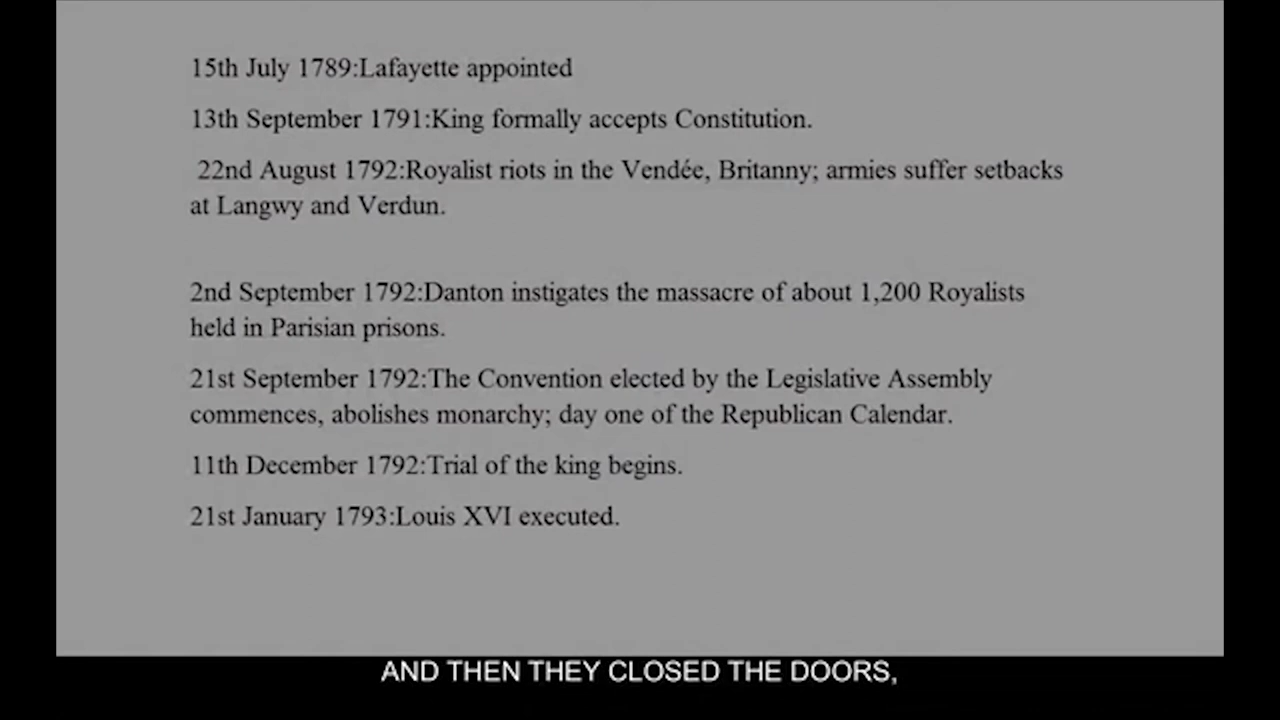 15th July 1789:Lafayette appointed
13th September 1791:King formally accepts Constitution.
22nd August 1792:Royalist riots in the Vendée, Britanny; armies suffer setbacks
at Langwy and Verdun.
2nd September 1792:Danton instigates the massacre of about 1,200 Royalists
held in Parisian prisons.
21st September 1792:The Convention elected by the Legislative Assembly
commences, abolishes monarchy; day one of the Republican Calendar.
11th December 1792:Trial of the king begins.
21st January 1793:Louis XVI executed.
AND THEN THEY CLOSED THE DOORS,